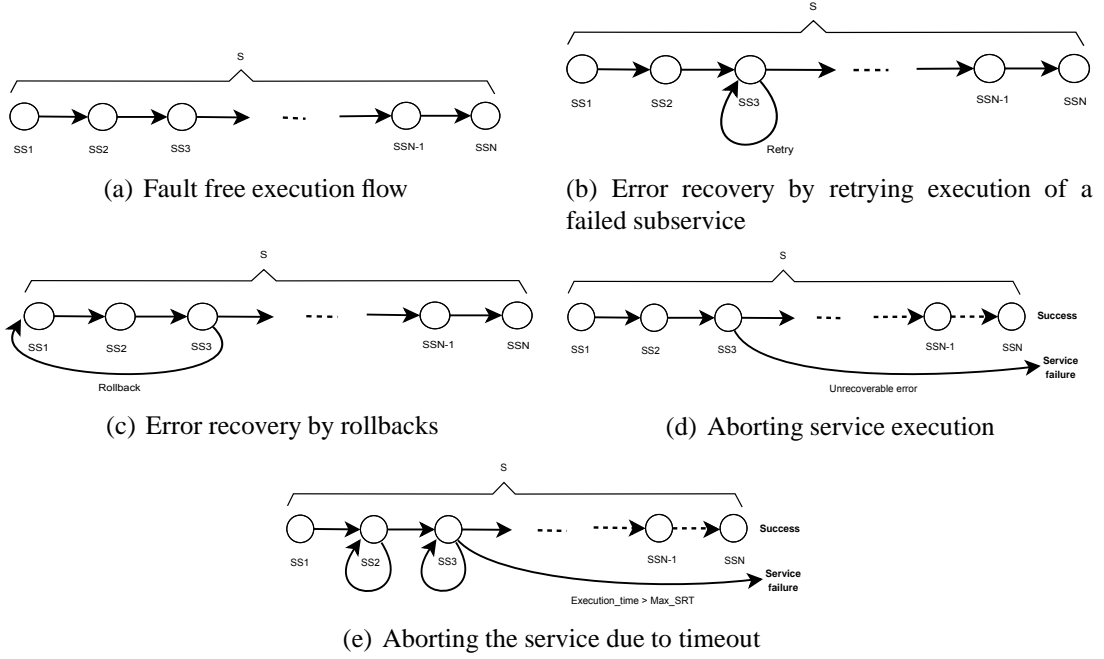 S
SS1
SS2
SS3
SSN-1
SSN
(a) Fault free execution flow
S
SS1
SS2
SS3
SSN-1
SSN
Retry
(b) Error recovery by retrying execution of a
failed subservice
S
SS1
SS2
SS3
SSN-1
SSN
Rollback
(c) Error recovery by rollbacks
S
Success
SS1
SS2
SS3
SSN-1
SSN
Service
failure
Unrecoverable error
(d) Aborting service execution
S
Success
SS1
SS2
SS3
SSN-1
SSN
Service
failure
Execution_time > Max_SRT
(e) Aborting the service due to timeout